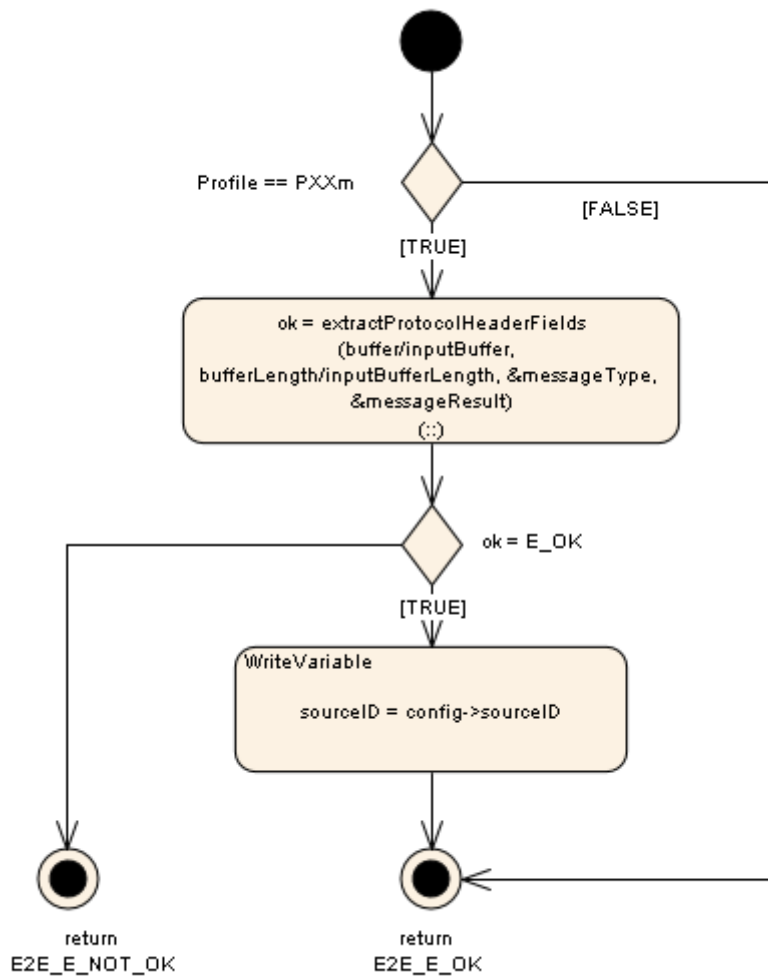 Profile == PXXm
[FALSE]
[TRUE]
ok = extractProtocolHeaderFields
(buffer/inputBuffer,
bufferLength/inputBufferLength, &messageType,
&messageResult)
(::)
ok = E_OK
[TRUE]
WriteVariable
sourceID = config->sourceID
return
E2E_E_NOT_OK
return
E2E_E_OK